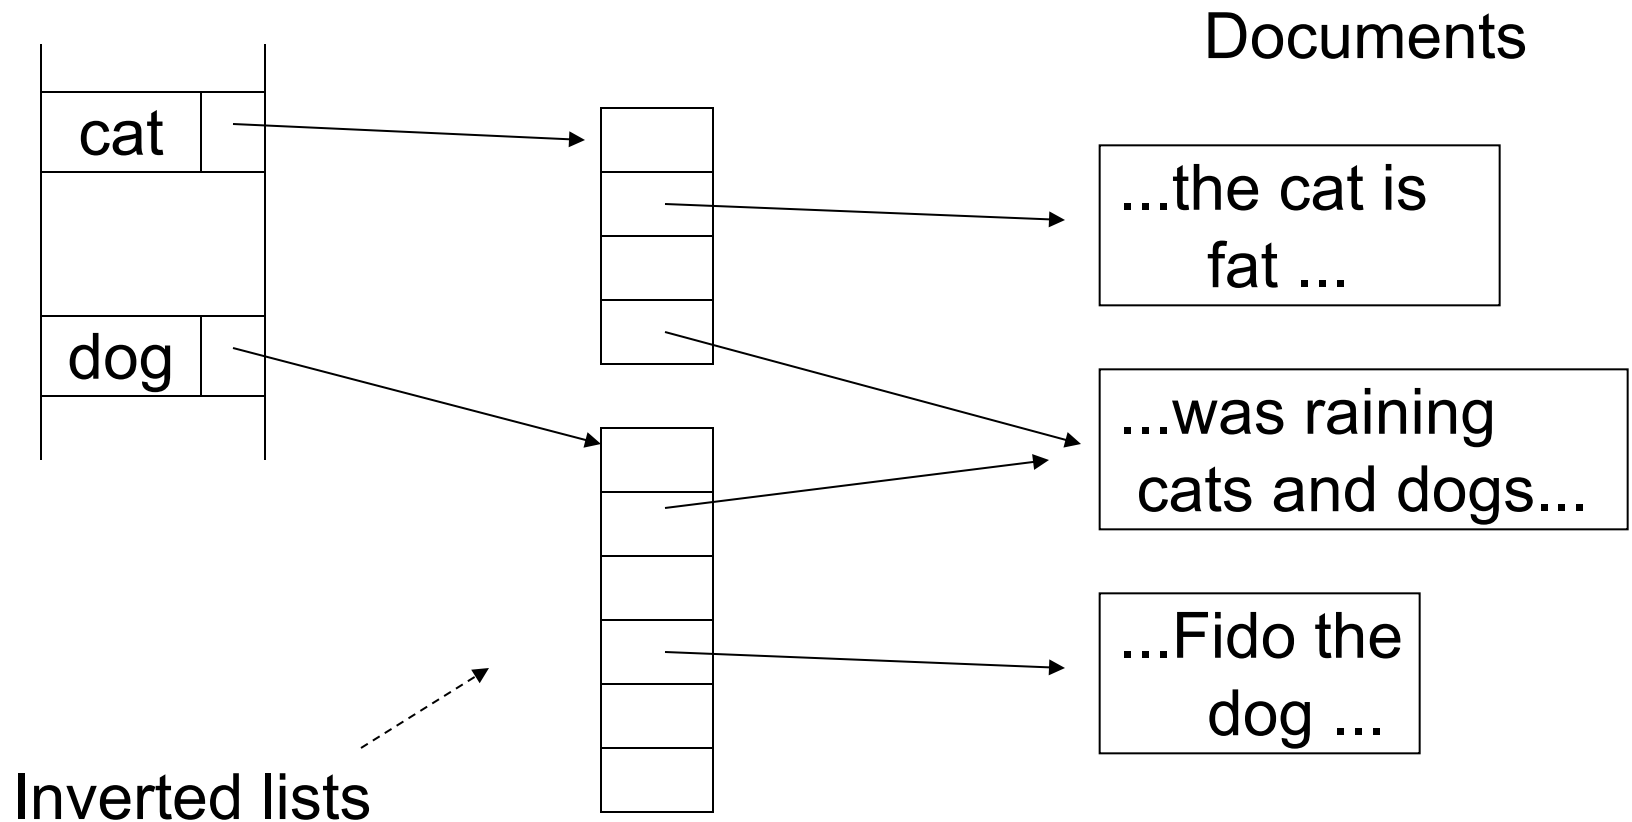 Documents
cat
...the cat is
fat ...
dog
...was raining
cats and dogs...
...Fido the
dog ...
Inverted lists